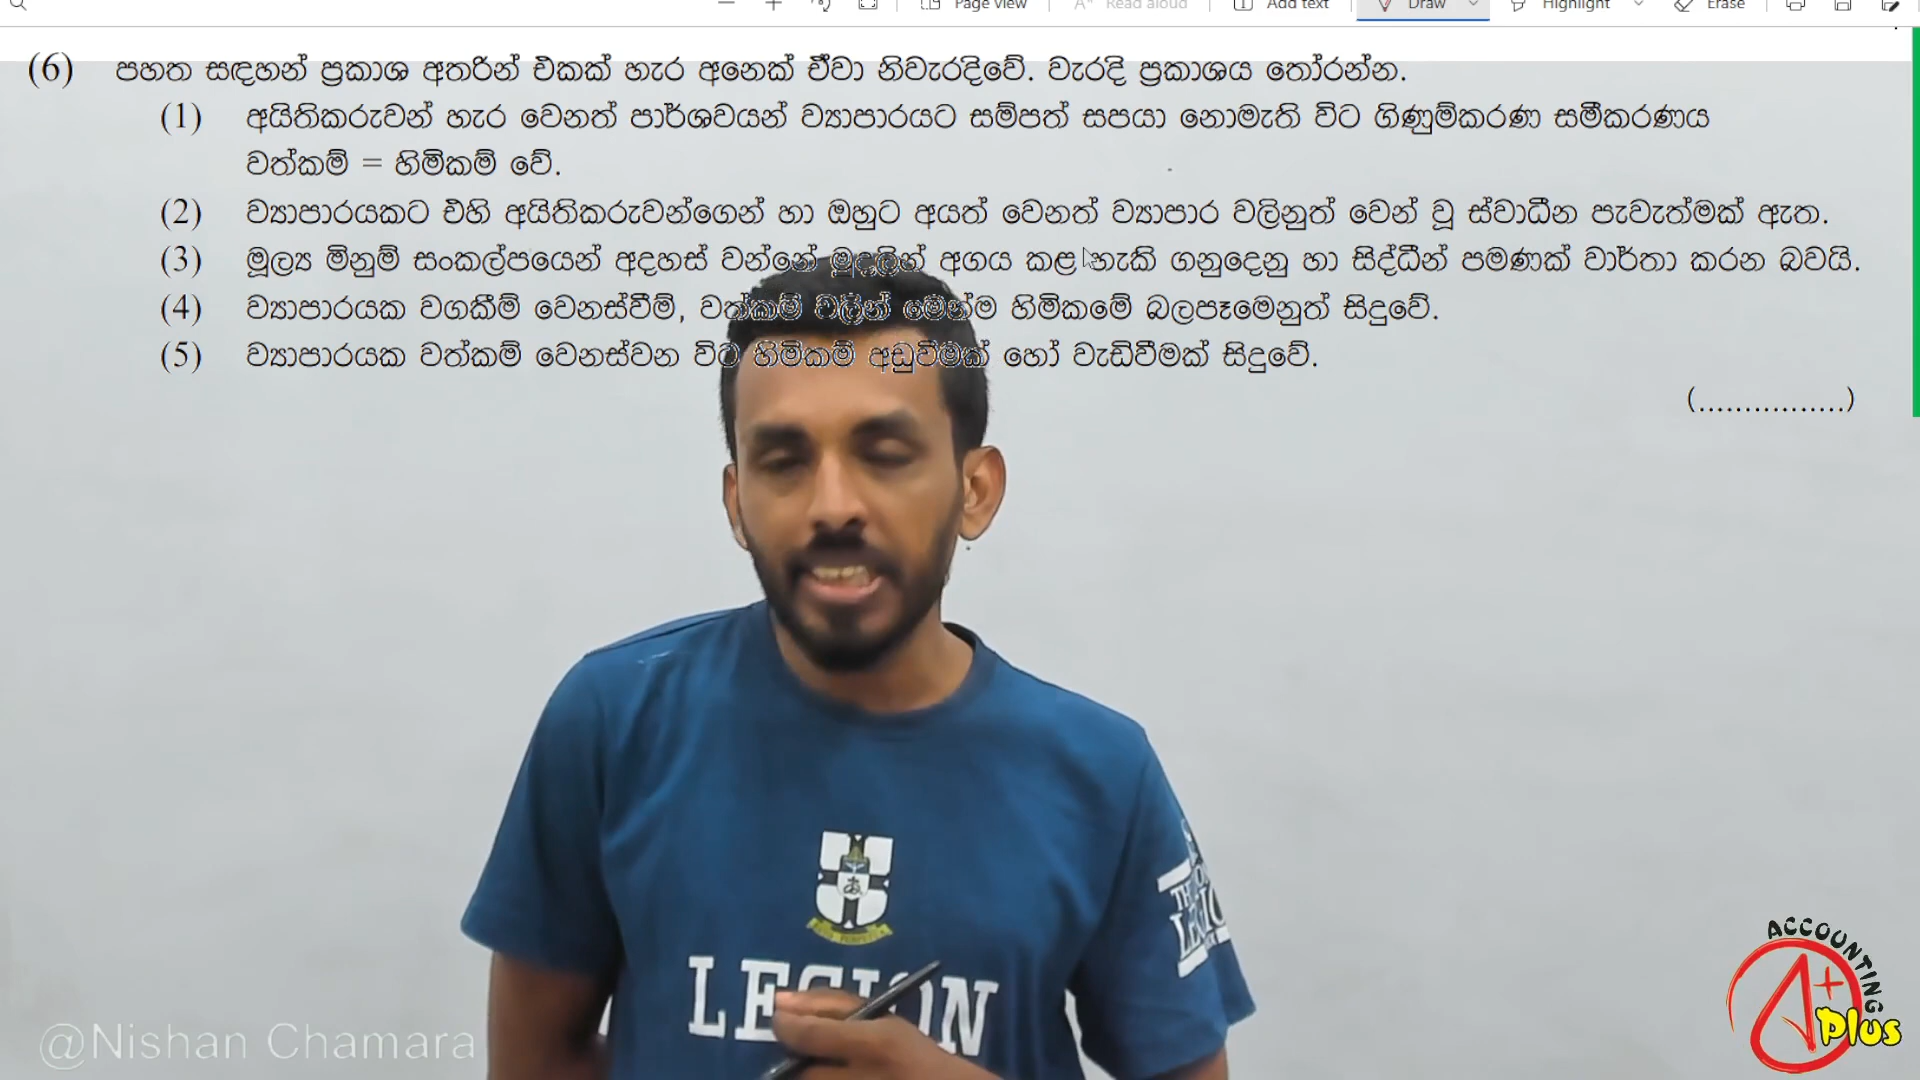 Page view
Read aloud
Add text
Draw
Highlight
Erase
(6) පහත සඳහන් ප්‍රකාශ අතරින් එකක් හැර අනෙක් ඒවා නිවැරදිවේ. වැරදි ප්‍රකාශය තෝරන්න.
(1) අයිතිකරුවන් හැර වෙනත් පාර්ශවයන් ව්‍යාපාරයට සම්පත් සපයා නොමැති විට ගිණුම්කරණ සමීකරණය
වත්කම් = හිමිකම් වේ.
(2) ව්‍යාපාරයකට එහි අයිතිකරුවන්ගෙන් හා ඔහුට අයත් වෙනත් ව්‍යාපාර වලිනුත් වෙන් වූ ස්වාධීන පැවැත්මක් ඇත.
(3) මූල්‍ය මිනුම් සංකල්පයෙන් අදහස් වන්නේ මුදලින් අගය කළ හැකි ගනුදෙනු හා සිද්ධීන් පමණක් වාර්තා කරන බවයි.
(4) ව්‍යාපාරයක වගකීම් වෙනස්වීම්, වත්කම් වලින් මෙන්ම හිමිකමේ බලපෑමෙනුත් සිදුවේ.
(5) ව්‍යාපාරයක වත්කම් වෙනස්වන විට හිමිකම් අඩුවීමක් හෝ වැඩිවීමක් සිදුවේ.
(................)
LEGION
@Nishan Chamara
ACCOUNTING
A+
Plus